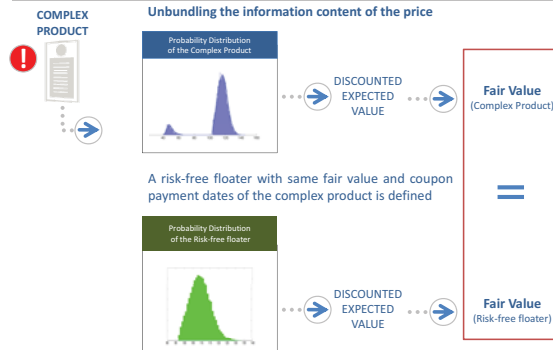 COMPLEX
PRODUCT
Unbundling the information content of the price
Probability Distribution
of the Complex Product
DISCOUNTED
EXPECTED
VALUE
Fair Value
(Complex Product)
A risk-free floater with same fair value and coupon
payment dates of the complex product is defined
=
Probability Distribution
of the Risk-free floater
DISCOUNTED
EXPECTED
VALUE
Fair Value
(Risk-free floater)